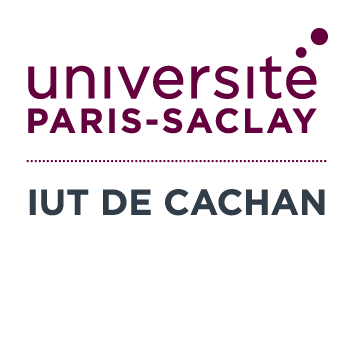 université
PARIS-SACLAY
IUT DE CACHAN